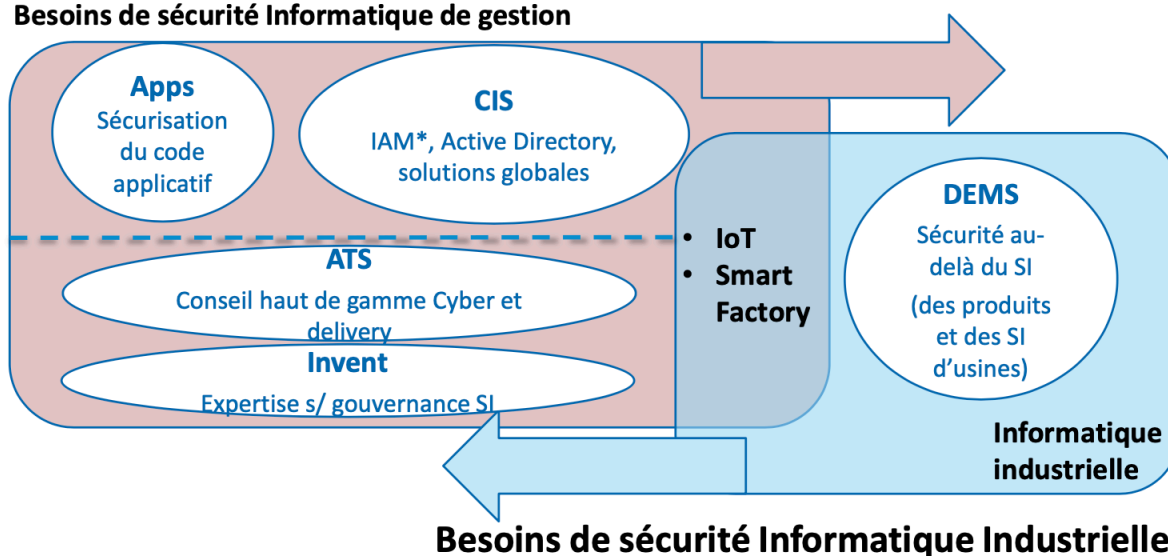 Besoins de sécurité Informatique de gestion
Apps
Sécurisation
du code
applicatif
CIS
IAM*, Active Directory,
solutions globales
ATS
Conseil haut de gamme Cyber et
delivery
Invent
Expertise s/ gouvernance SI
• IoT
• Smart
Factory
DEMS
Sécurité au-
delà du SI
(des produits
et des SI
d’usines)
Informatique
industrielle
Besoins de sécurité Informatique Industrielle